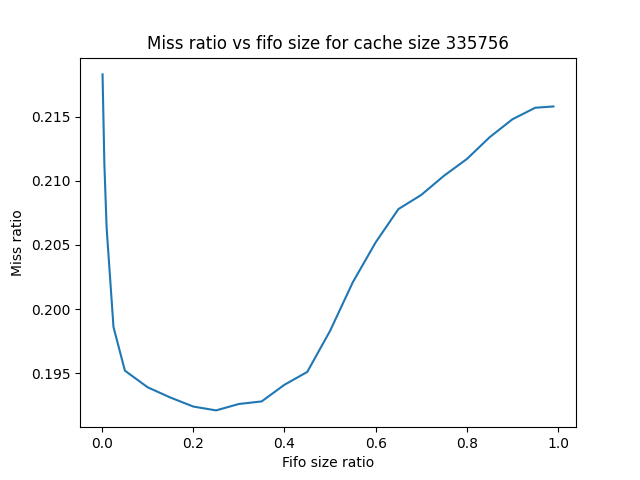 Miss ratio vs fifo size for cache size 335756
0.215
0.210
0.205
0.200
0.195
Miss ratio
0.0 0.2 0.4 0.6 0.8 1.0
Fifo size ratio